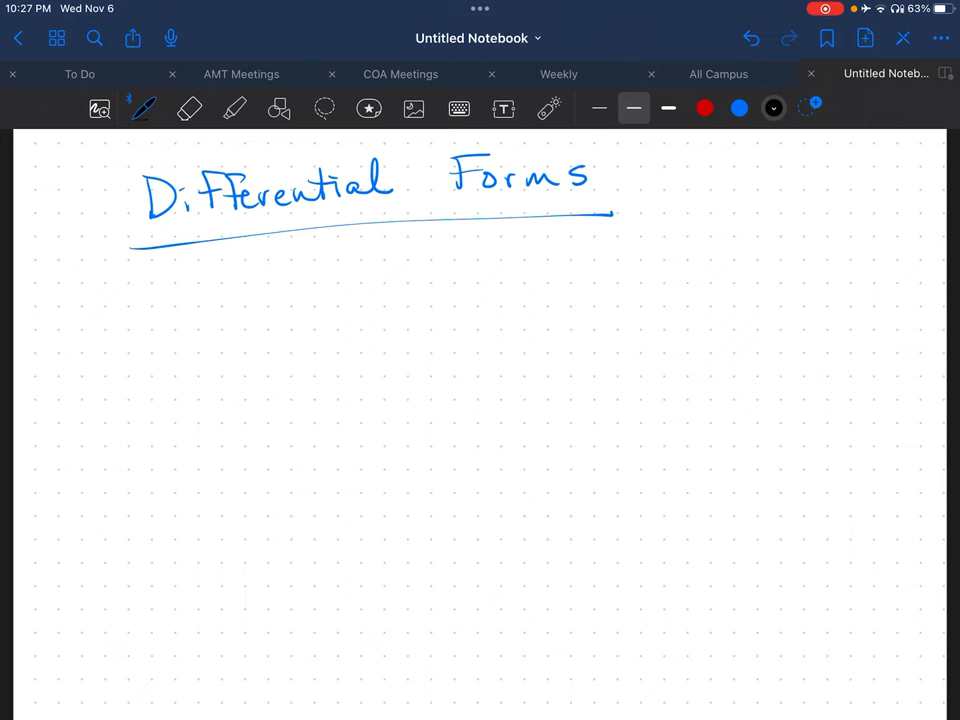 10:27 PM Wed Nov 6
63%
Untitled Notebook
To Do
AMT Meetings
COA Meetings
Weekly
All Campus
Untitled Noteb...
T
Differential Forms